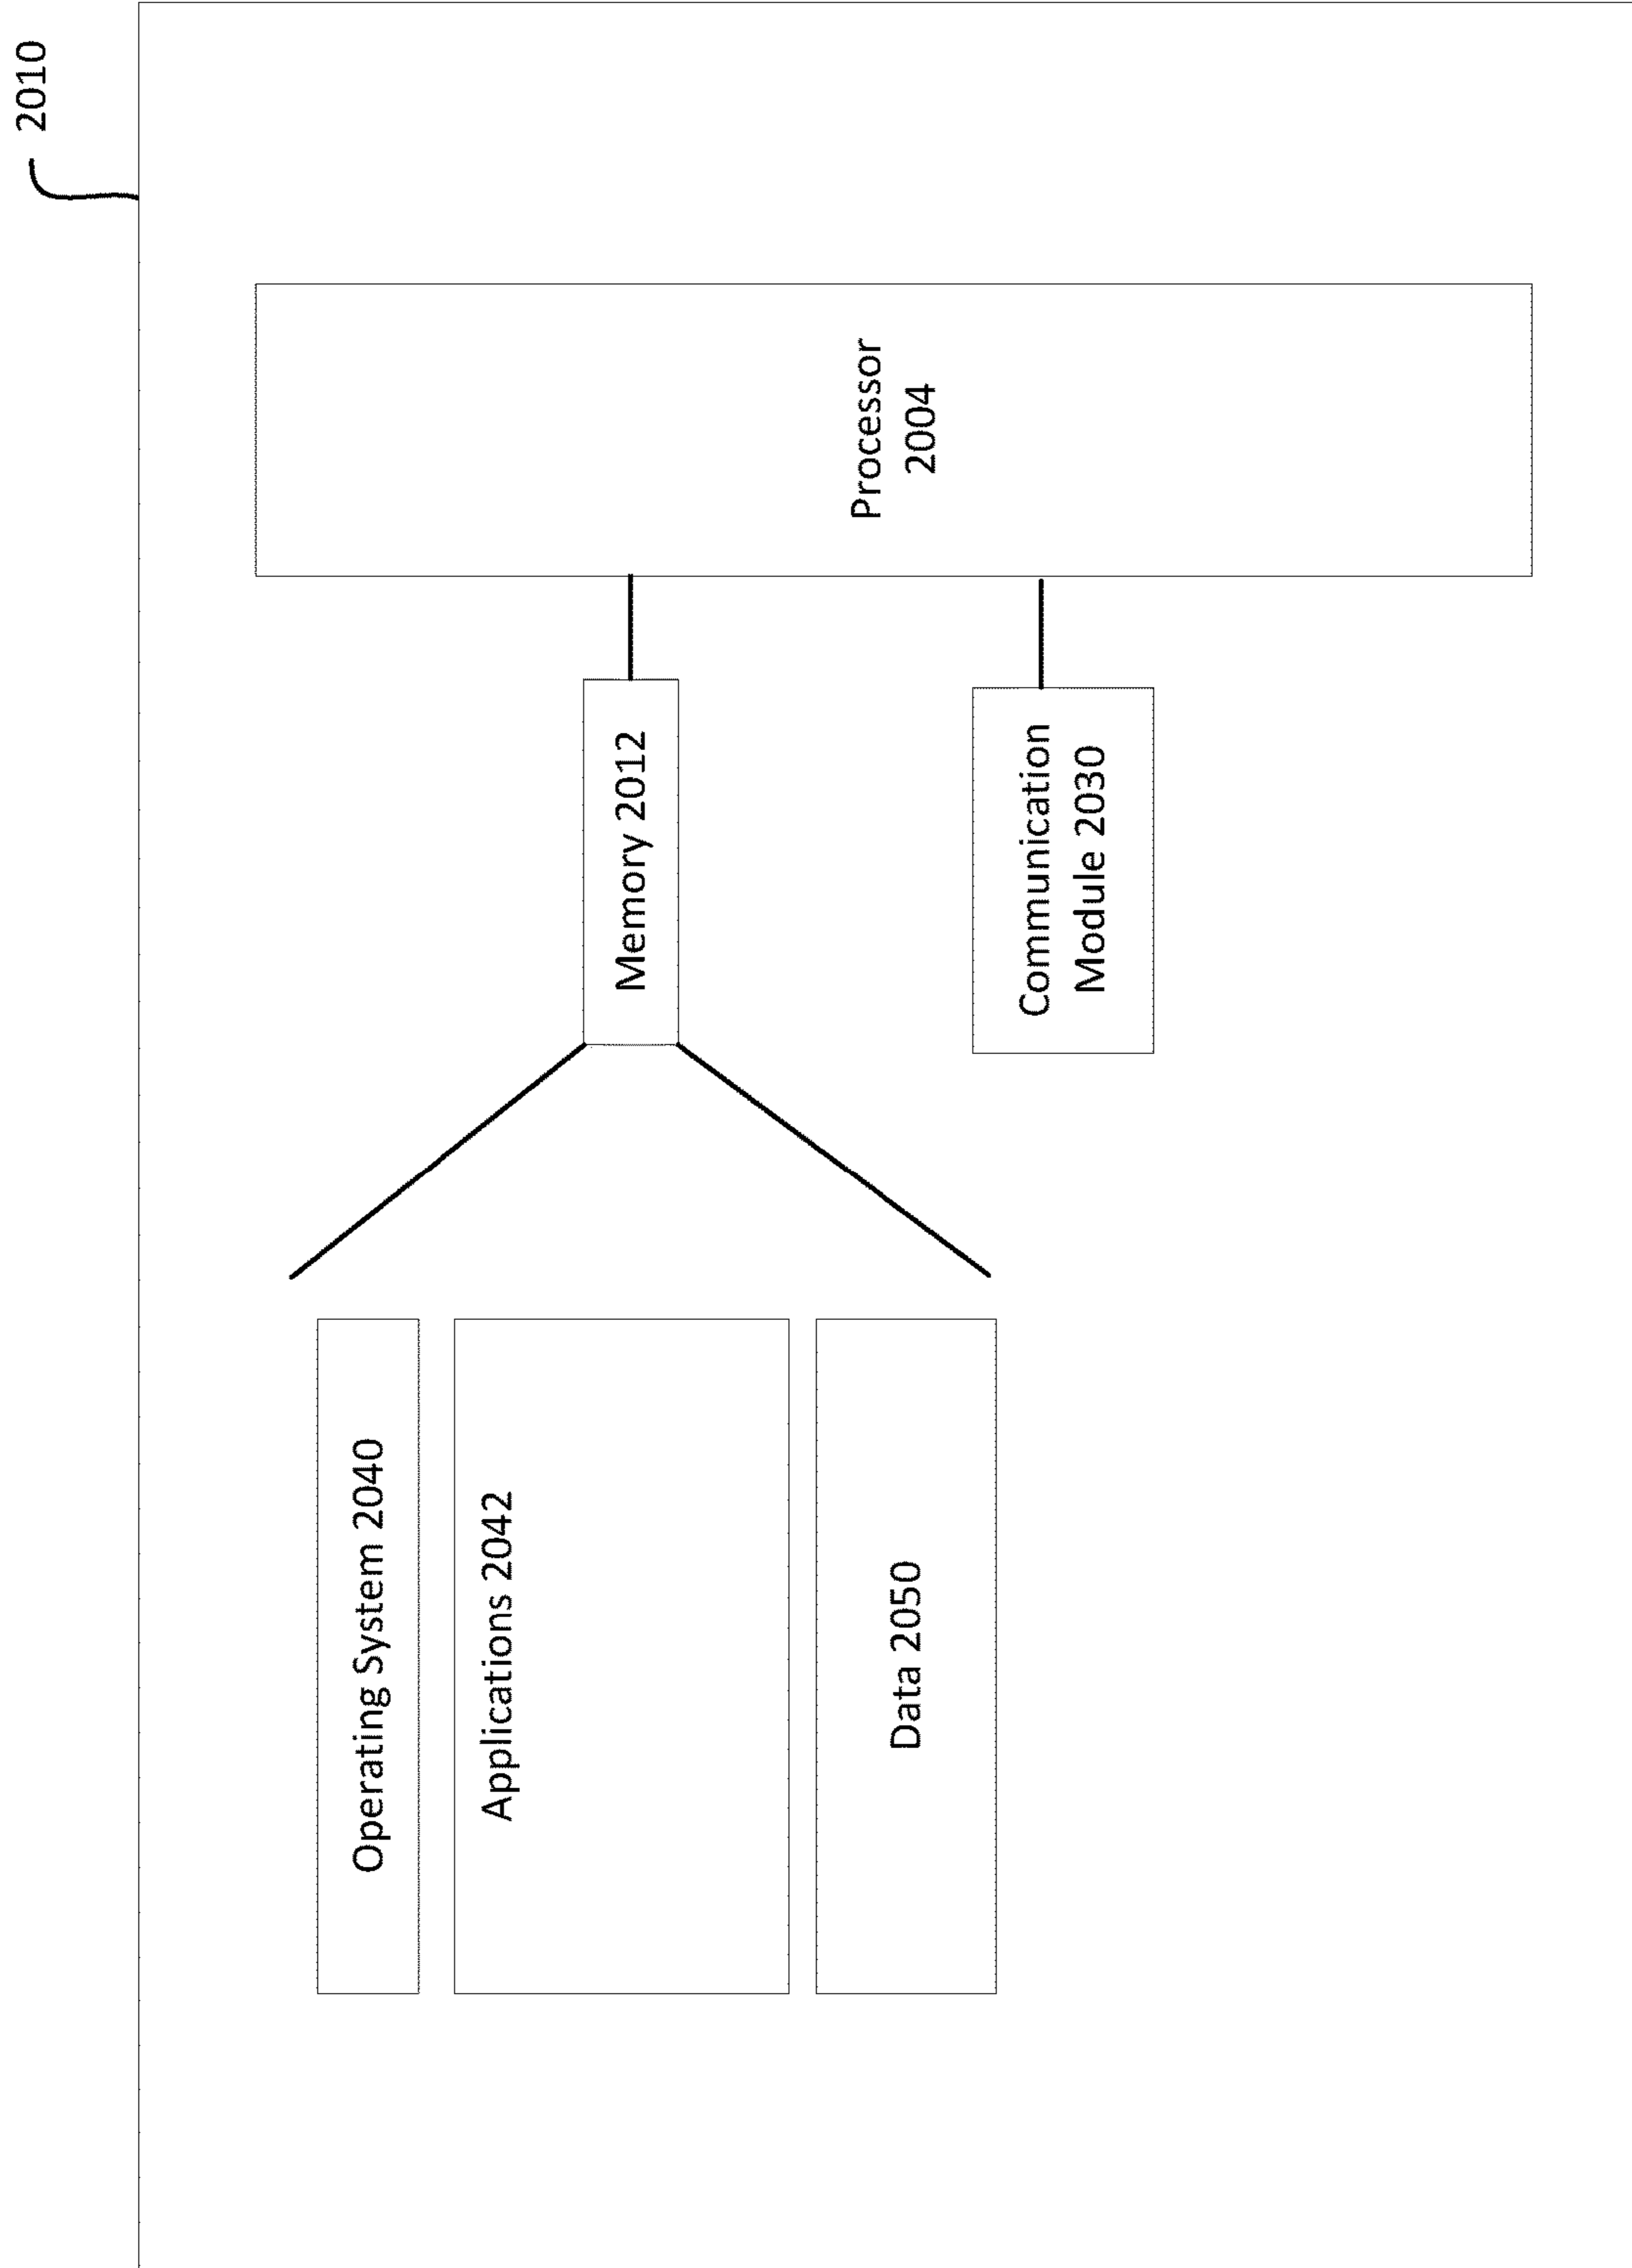 2010
Operating System 2040
Applications 2042
Data 2050
Memory 2012
Communication
Module 2030
Processor
2004